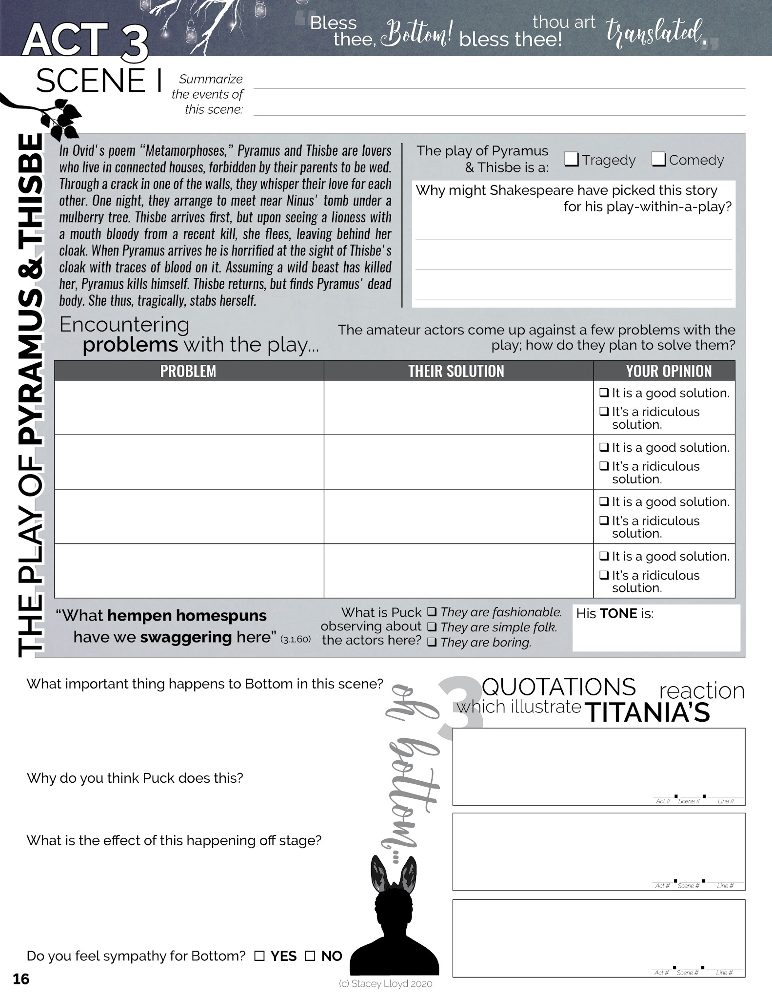 ACT 3
“Bless
thee, Bottom! bless thee!
thou art translated.”
SCENE I
Summarize
the events of
this scene:
THE PLAY OF PYRAMUS & THISBE
In Ovid's poem “Metamorphoses,” Pyramus and Thisbe are lovers
who live in connected houses, forbidden by their parents to be wed.
Through a crack in one of the walls, they whisper their love for each
other. One night, they arrange to meet near Ninus' tomb under a
mulberry tree. Thisbe arrives first, but upon seeing a lioness with
a mouth bloody from a recent kill, she flees, leaving behind her
cloak. When Pyramus arrives he is horrified at the sight of Thisbe's
cloak with traces of blood on it. Assuming a wild beast has killed
her, Pyramus kills himself. Thisbe returns, but finds Pyramus' dead
body. She thus, tragically, stabs herself.
The play of Pyramus
& Thisbe is a:
Tragedy
Comedy
Why might Shakespeare have picked this story
for his play-within-a-play?
Encountering
problems with the play...
The amateur actors come up against a few problems with the
play; how do they plan to solve them?
PROBLEM
THEIR SOLUTION
YOUR OPINION
❑ It is a good solution.
❑ It's a ridiculous
solution.
❑ It is a good solution.
❑ It's a ridiculous
solution.
❑ It is a good solution.
❑ It's a ridiculous
solution.
❑ It is a good solution.
❑ It's a ridiculous
solution.
“What hempen homespuns
have we swaggering here” (3.1.60)
What is Puck
observing about
the actors here?
❑ They are fashionable.
❑ They are simple folk.
❑ They are boring.
His TONE is:
What important thing happens to Bottom in this scene?
Why do you think Puck does this?
What is the effect of this happening off stage?
Do you feel sympathy for Bottom? ☐ YES ☐ NO
oh bottom...
3 QUOTATIONS
which illustrate TITANIA'S
reaction
Act # Scene # Line #
Act # Scene # Line #
Act # Scene # Line #
16
(c) Stacey Lloyd 2020